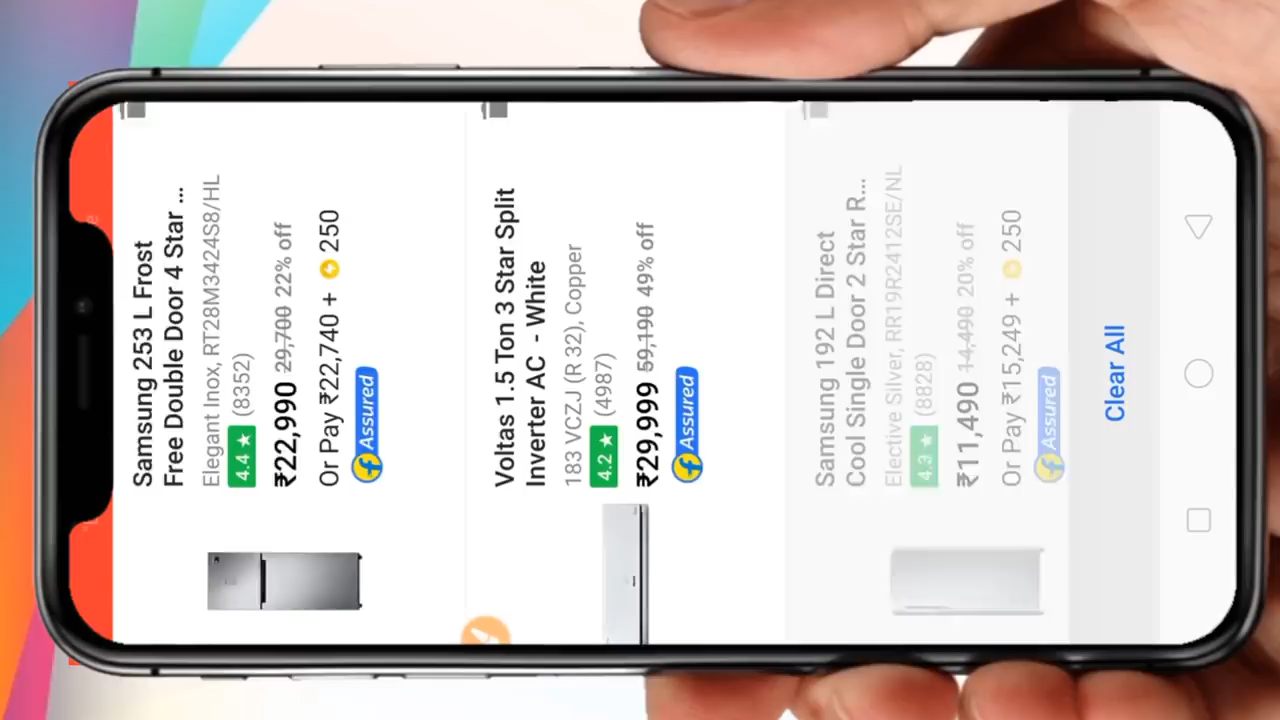 Samsung 253 L Frost
Free Double Door 4 Star ...
Elegant Inox, RT28M3424S8/HL
4.4 ★ (8352)
₹22,990 29,700 22% off
Or Pay ₹22,740 + 250
Assured
Voltas 1.5 Ton 3 Star Split
Inverter AC - White
183 VCZJ (R 32), Copper
4.2 ★ (4987)
₹29,999 59,190 49% off
Assured
Samsung 192 L Direct
Cool Single Door 2 Star R...
Elective Silver, RR19R2412SE/NL
4.3 ★ (8828)
₹11,490 14,490 20% off
Or Pay ₹15,249 + 250
Assured
Clear All